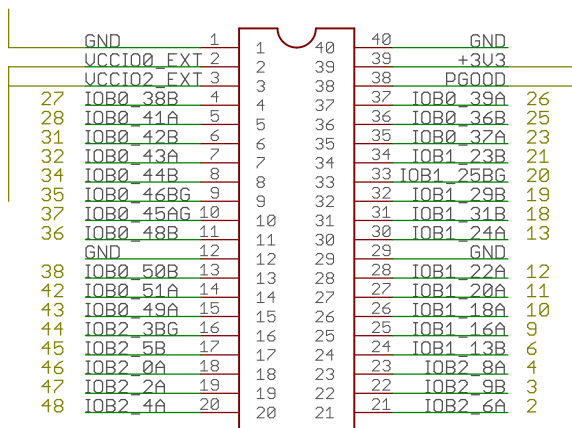 GND 1 1 40 40 GND
VCCIO0_EXT 2 2 39 39 +3V3
VCCIO2_EXT 3 3 38 38 PGOOD
27 IOB0_38B 4 4 37 37 IOB0_39A 26
28 IOB0_41A 5 5 36 36 IOB0_36B 25
31 IOB0_42B 6 6 35 35 IOB0_37A 23
32 IOB0_43A 7 7 34 34 IOB1_23B 21
34 IOB0_44B 8 8 33 33 IOB1_25BG 20
35 IOB0_46BG 9 9 32 32 IOB1_29B 19
37 IOB0_45AG 10 10 31 31 IOB1_31B 18
36 IOB0_48B 11 11 30 30 IOB1_24A 13
GND 12 12 29 29 GND
38 IOB0_50B 13 13 28 28 IOB1_22A 12
42 IOB0_51A 14 14 27 27 IOB1_20A 11
43 IOB0_49A 15 15 26 26 IOB1_18A 10
44 IOB2_3BG 16 16 25 25 IOB1_16A 9
45 IOB2_5B 17 17 24 24 IOB1_13B 6
46 IOB2_0A 18 18 23 23 IOB2_8A 4
47 IOB2_2A 19 19 22 22 IOB2_9B 3
48 IOB2_4A 20 20 21 21 IOB2_6A 2